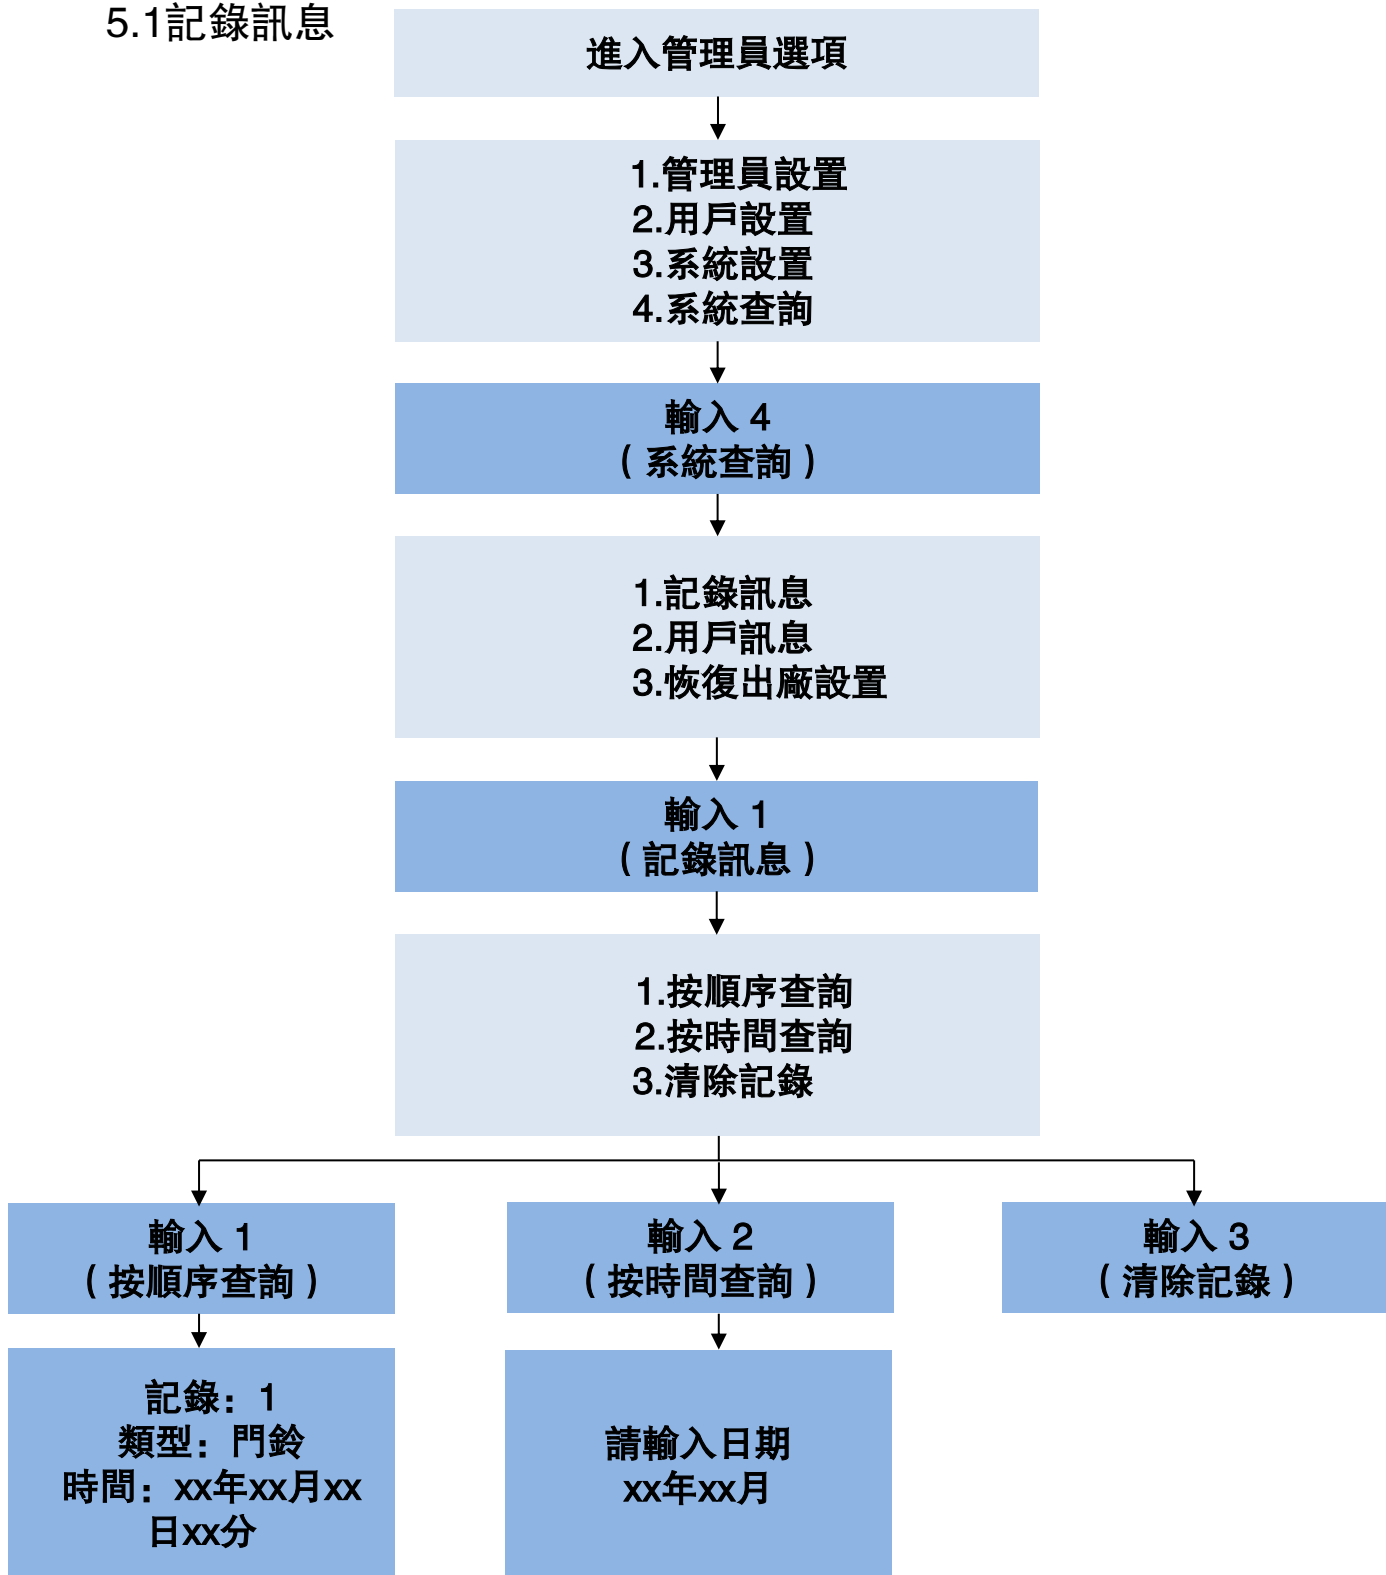 5.1記錄訊息
進入管理員選項
1.管理員設置
2.用戶設置
3.系統設置
4.系統查詢
輸入 4
（系統查詢）
1.記錄訊息
2.用戶訊息
3.恢復出廠設置
輸入 1
（記錄訊息）
1.按順序查詢
2.按時間查詢
3.清除記錄
輸入 1
（按順序查詢）
輸入 2
（按時間查詢）
輸入 3
（清除記錄）
記錄：1
類型：門鈴
時間：xx年xx月xx
日xx分
請輸入日期
xx年xx月